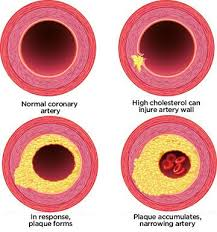 Normal coronary
artery
High cholesterol can
injure artery wall
In response,
plaque forms
Plaque accumulates,
narrowing artery